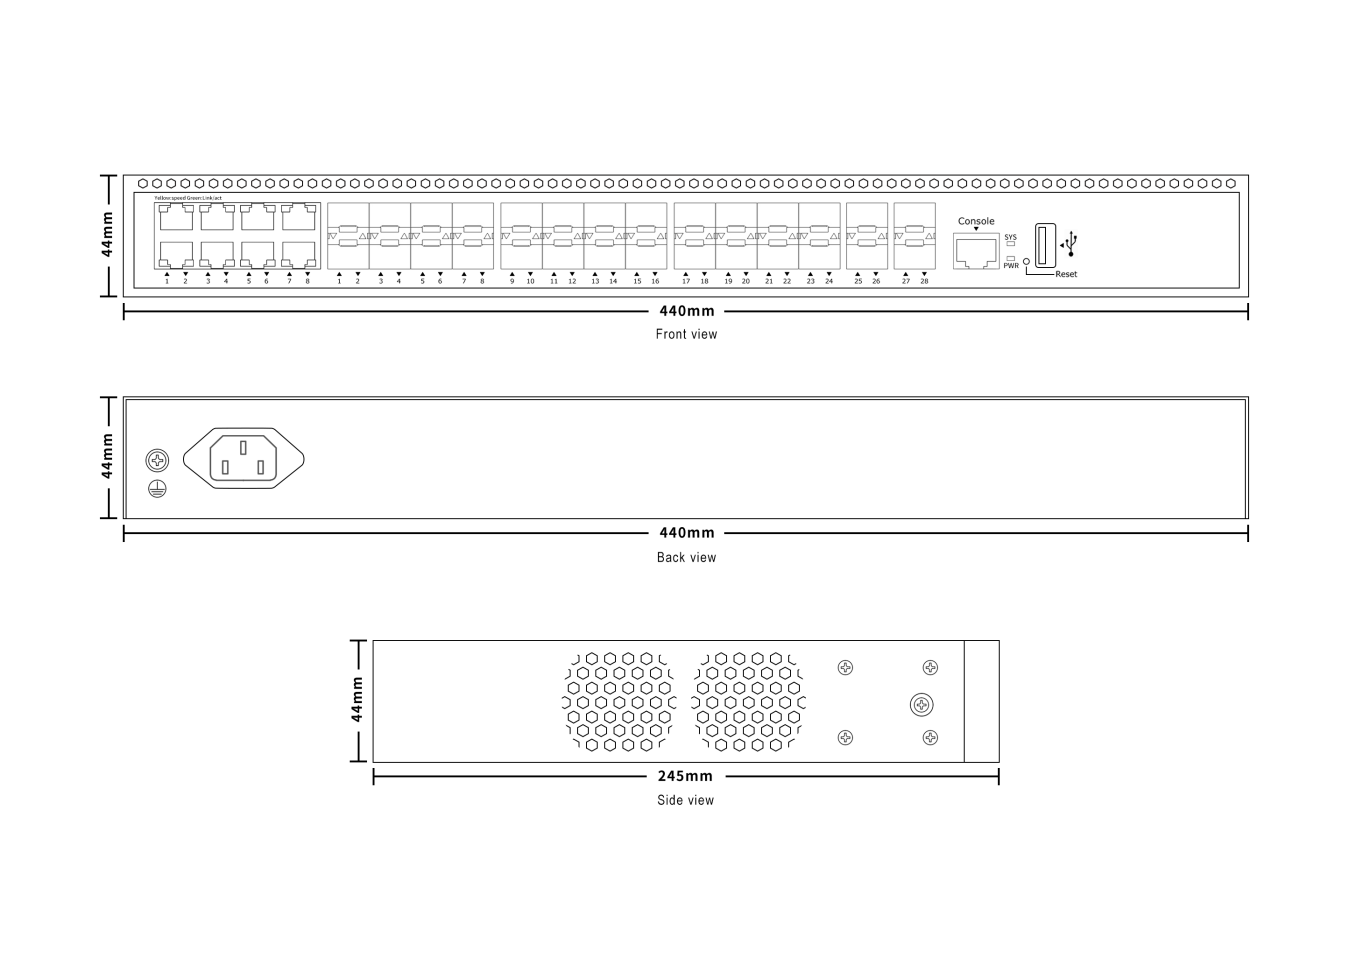 44mm
Yellow:speed Green:Link/act
1 2 3 4 5 6 7 8 1 2 3 4 5 6 7 8 9 10 11 12 13 14 15 16 17 18 19 20 21 22 23 24 25 26 27 28
Console
SYS
PWR
Reset
440mm
Front view
44mm
440mm
Back view
44mm
245mm
Side view